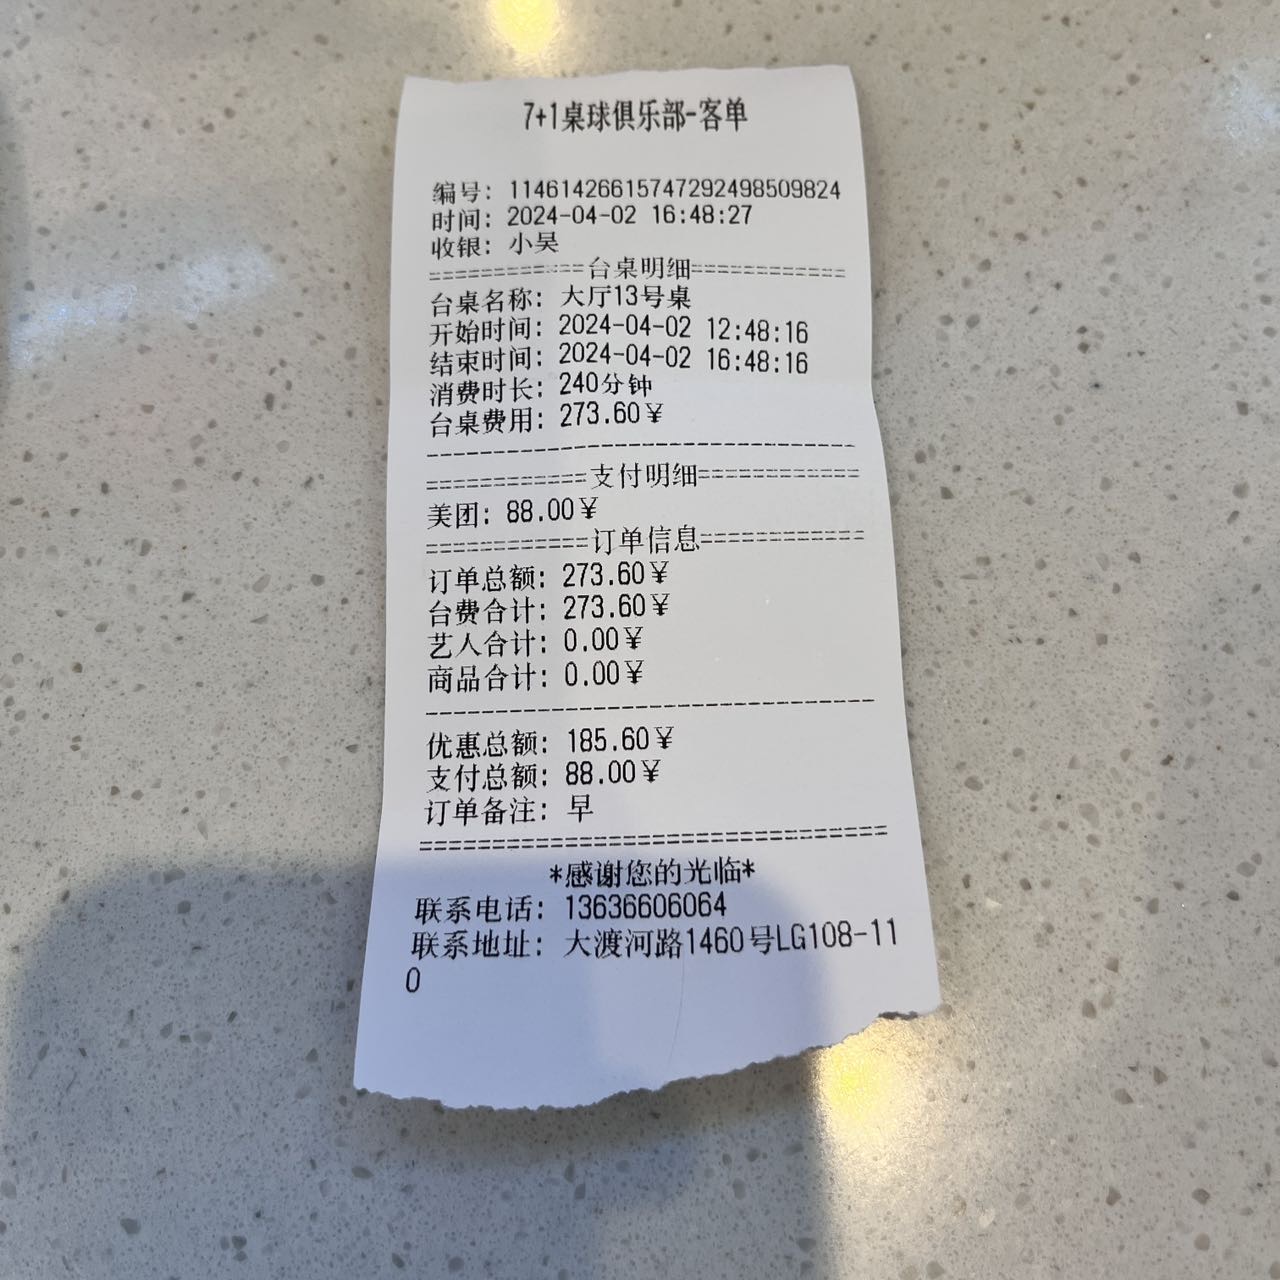 7+1桌球俱乐部-客单
编号: 11461426615747292498509824
时间: 2024-04-02 16:48:27
收银: 小昊
============台桌明细============
台桌名称: 大厅13号桌
开始时间: 2024-04-02 12:48:16
结束时间: 2024-04-02 16:48:16
消费时长: 240分钟
台桌费用: 273.60¥
--------------------------------
============支付明细============
美团: 88.00¥
============订单信息============
订单总额: 273.60¥
台费合计: 273.60¥
艺人合计: 0.00¥
商品合计: 0.00¥
--------------------------------
优惠总额: 185.60¥
支付总额: 88.00¥
订单备注: 早
================================
*感谢您的光临*
联系电话: 13636606064
联系地址: 大渡河路1460号LG108-11
0